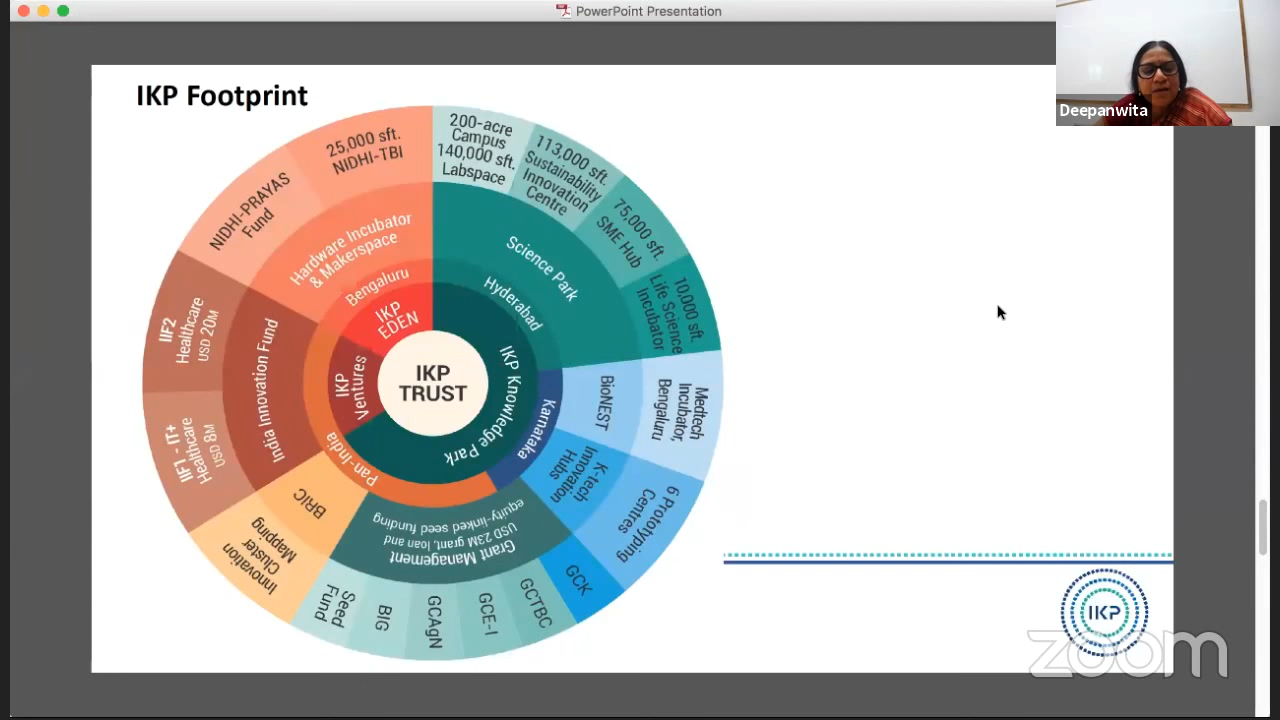 PowerPoint Presentation
Deepanwita
IKP Footprint
IKP
TRUST
IKP Knowledge Park
Hyderabad
Science Park
200-acre
Campus
140,000 sft.
Labspace
113,000 sft.
Sustainability
Innovation
Centre
75,000 sft.
SME Hub
10,000 sft.
Life Science
Incubator
Karnataka
BioNEST
Medtech
Incubator,
Bengaluru
K-tech
Innovation
Hubs
6 Prototyping
Centres
GCK
Pan-India
Grant Management
USD 23M grant, loan and
equity-linked seed funding
GCTBC
GCE-I
GCAgN
BIG
Seed
Fund
BRIC
Innovation
Cluster
Mapping
IKP
Ventures
India Innovation Fund
IIF1 - IT+
Healthcare
USD 8M
IIF2
Healthcare
USD 20M
IKP
EDEN
Bengaluru
Hardware Incubator
& Makerspace
NIDHI-PRAYAS
Fund
25,000 sft.
NIDHI-TBI
IKP
zoom